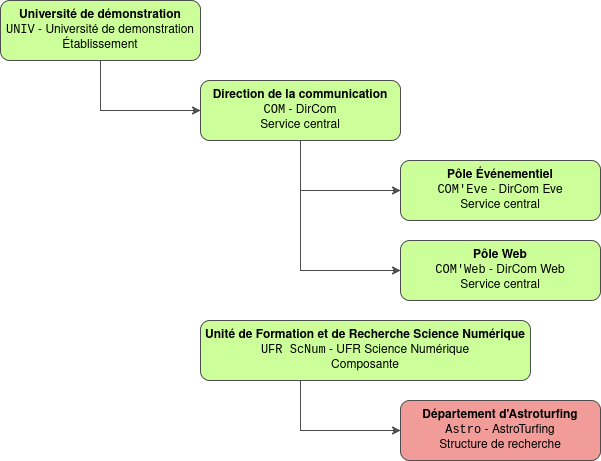 Université de démonstration
UNIV - Université de demonstration
Établissement
Direction de la communication
COM - DirCom
Service central
Pôle Événementiel
COM'Eve - DirCom Eve
Service central
Pôle Web
COM'Web - DirCom Web
Service central
Unité de Formation et de Recherche Science Numérique
UFR ScNum - UFR Science Numérique
Composante
Département d'Astroturfing
Astro - AstroTurfing
Structure de recherche